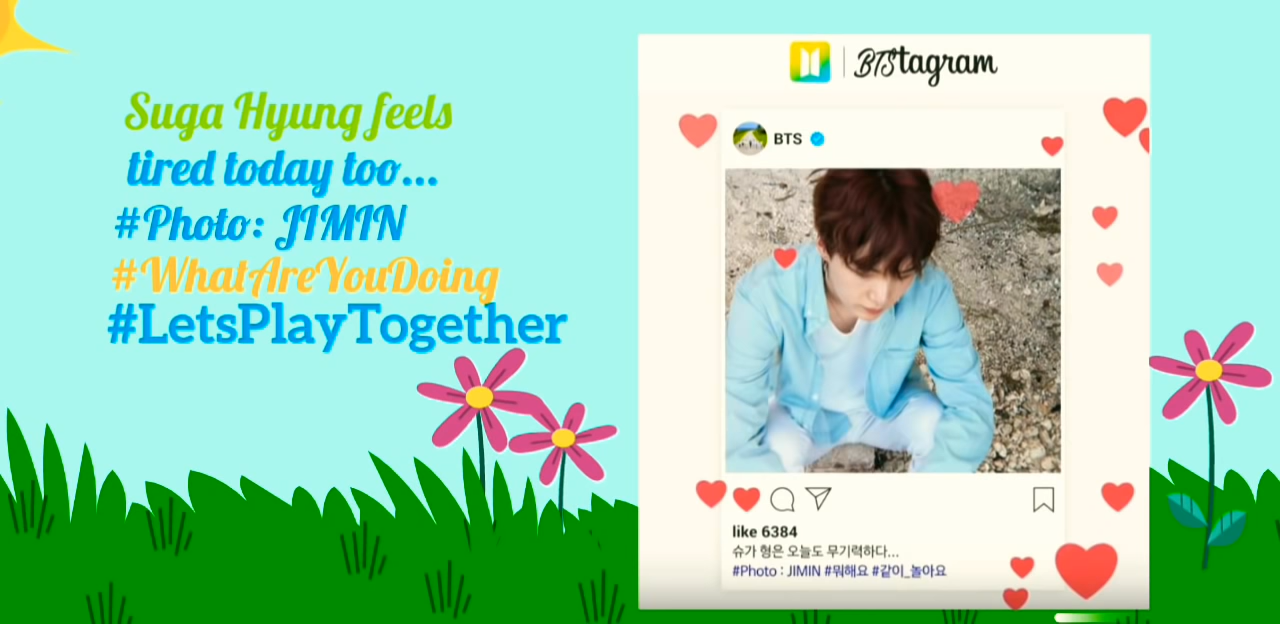 Suga Hyung feels
tired today too...
#Photo: JIMIN
#WhatAreYouDoing
#LetsPlayTogether
BTStagram
BTS
like 6384
슈가 형은 오늘도 무기력하다...
#Photo : JIMIN #뭐해요 #같이_놀아요